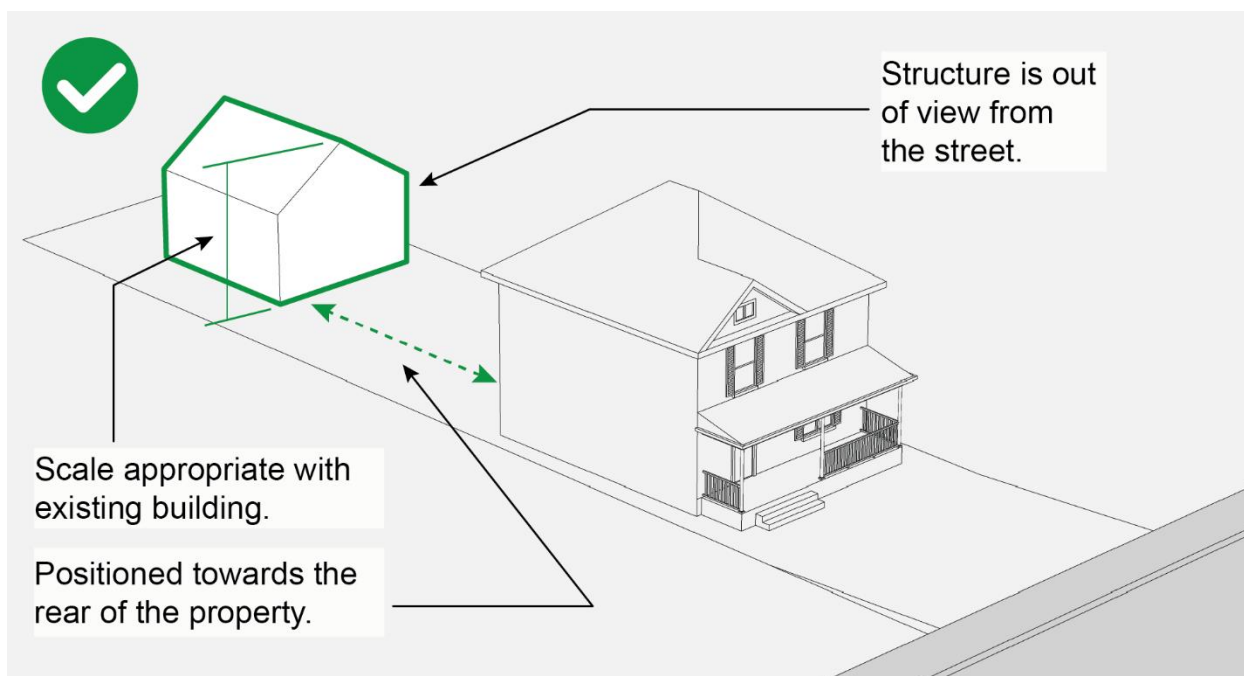 Structure is out
of view from
the street.
Scale appropriate with
existing building.
Positioned towards the
rear of the property.